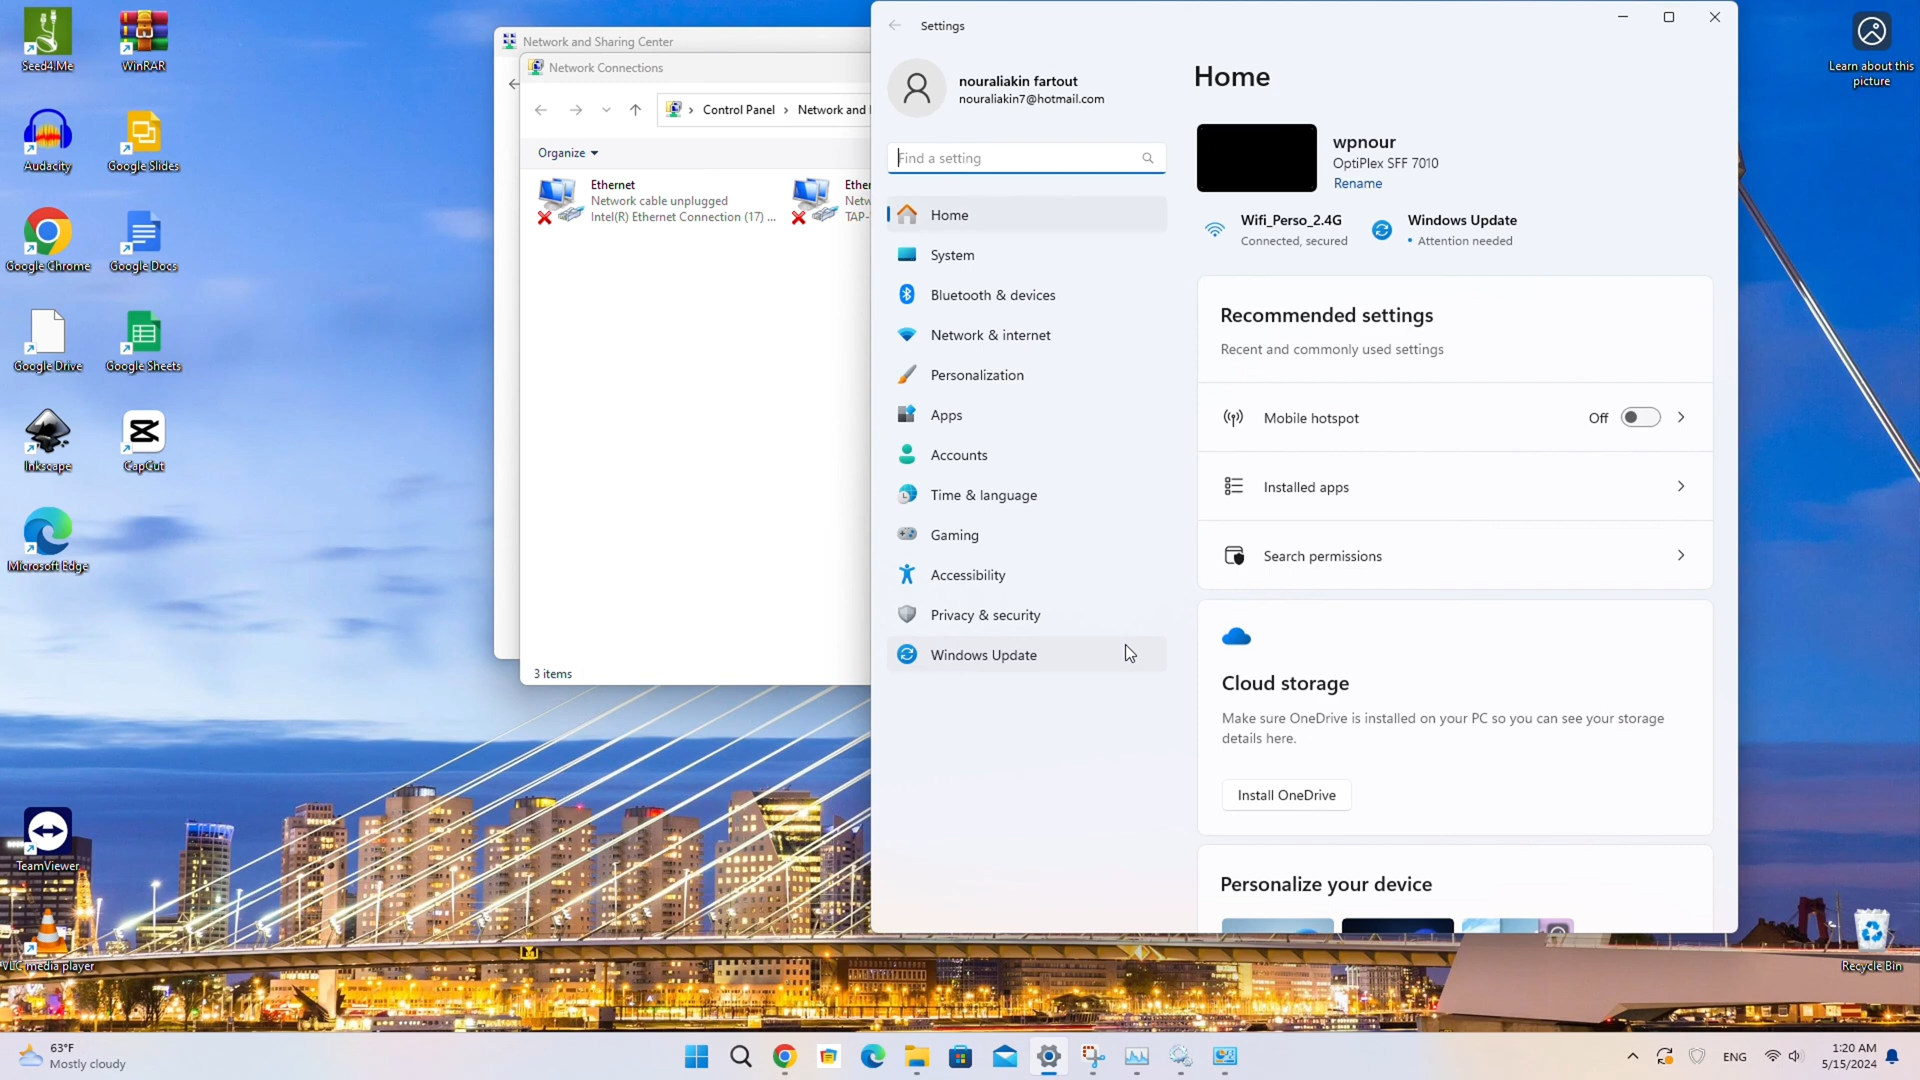 Seed4.Me
WinRAR
Audacity
Google Slides
Google Chrome
Google Docs
Google Drive
Google Sheets
Inkscape
CapCut
Microsoft Edge
TeamViewer
VLC media player
Network and Sharing Center
Network Connections
Control Panel
Network and
Organize
Ethernet
Network cable unplugged
Intel(R) Ethernet Connection (17) ...
3 items
Settings
nouraliakin fartout
nouraliakin7@hotmail.com
Find a setting
Home
System
Bluetooth & devices
Network & internet
Personalization
Apps
Accounts
Time & language
Gaming
Accessibility
Privacy & security
Windows Update
Home
wpnour
OptiPlex SFF 7010
Rename
Wifi_Perso_2.4G
Connected, secured
Windows Update
Attention needed
Recommended settings
Recent and commonly used settings
Mobile hotspot
Off
Installed apps
Search permissions
Cloud storage
Make sure OneDrive is installed on your PC so you can see your storage
details here.
Install OneDrive
Personalize your device
Learn about this
picture
Recycle Bin
63°F
Mostly cloudy
ENG
1:20 AM
5/15/2024